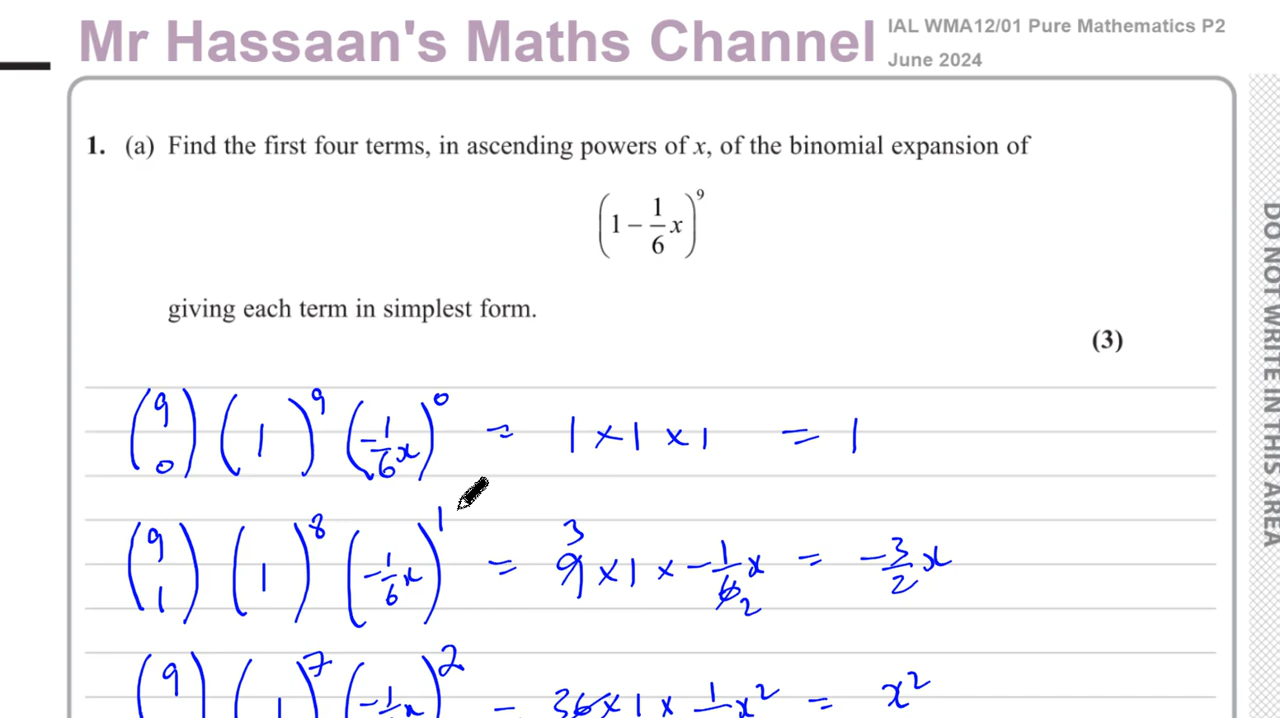 Mr Hassaan's Maths Channel
IAL WMA12/01 Pure Mathematics P2
June 2024
1. (a) Find the first four terms, in ascending powers of x, of the binomial expansion of
(1 − 1/6 x)^9
giving each term in simplest form.
(3)
(9 0) (1)^9 (-1/6 x)^0 = 1 × 1 × 1 = 1
(9 1) (1)^8 (-1/6 x)^1 = 9 3 × 1 × -1/6 2 x = -3/2 x
(9 (1)^7 (-1/ x)^2 = 36 × 1 × 1/ x^2 = x^2
DO NOT WRITE IN THIS AREA